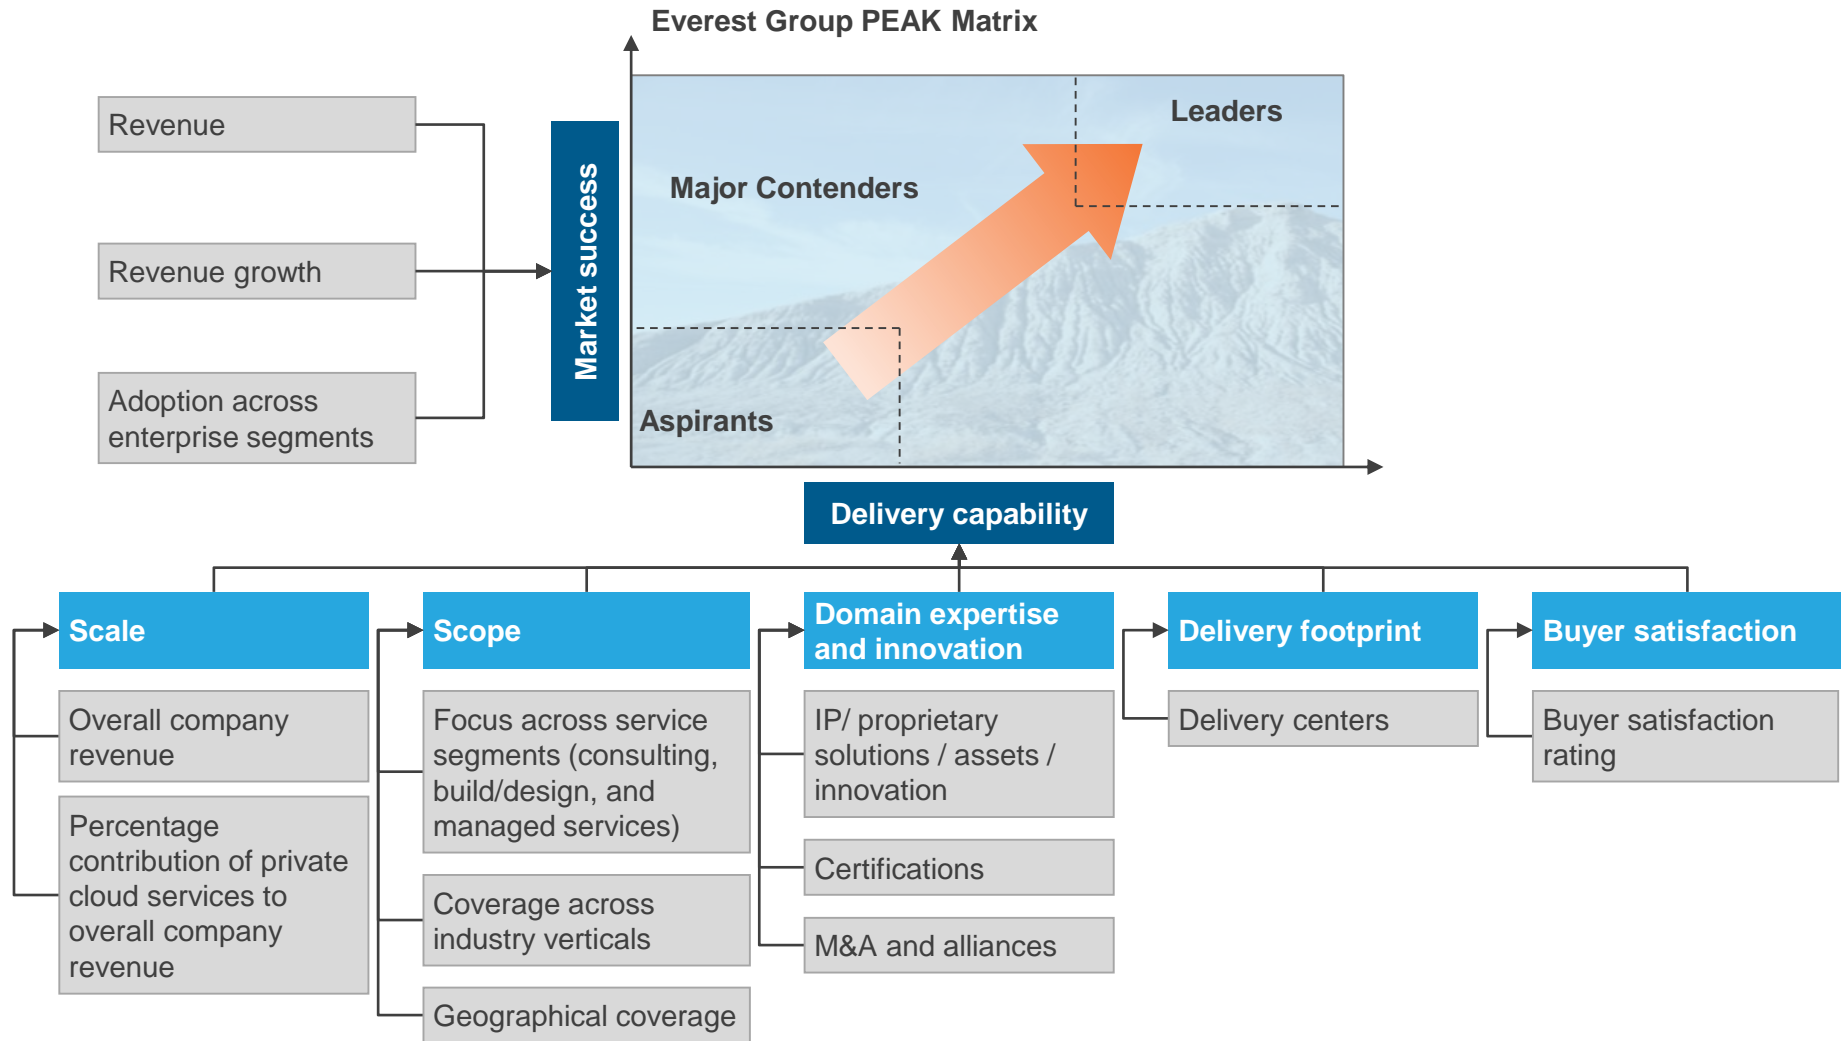 Everest Group PEAK Matrix
Revenue
Revenue growth
Adoption across
enterprise segments
Market success
Leaders
Major Contenders
Aspirants
Delivery capability
Scale
Overall company
revenue
Percentage
contribution of private
cloud services to
overall company
revenue
Scope
Focus across service
segments (consulting,
build/design, and
managed services)
Coverage across
industry verticals
Geographical coverage
Domain expertise
and innovation
IP/ proprietary
solutions / assets /
innovation
Certifications
M&A and alliances
Delivery footprint
Delivery centers
Buyer satisfaction
Buyer satisfaction
rating